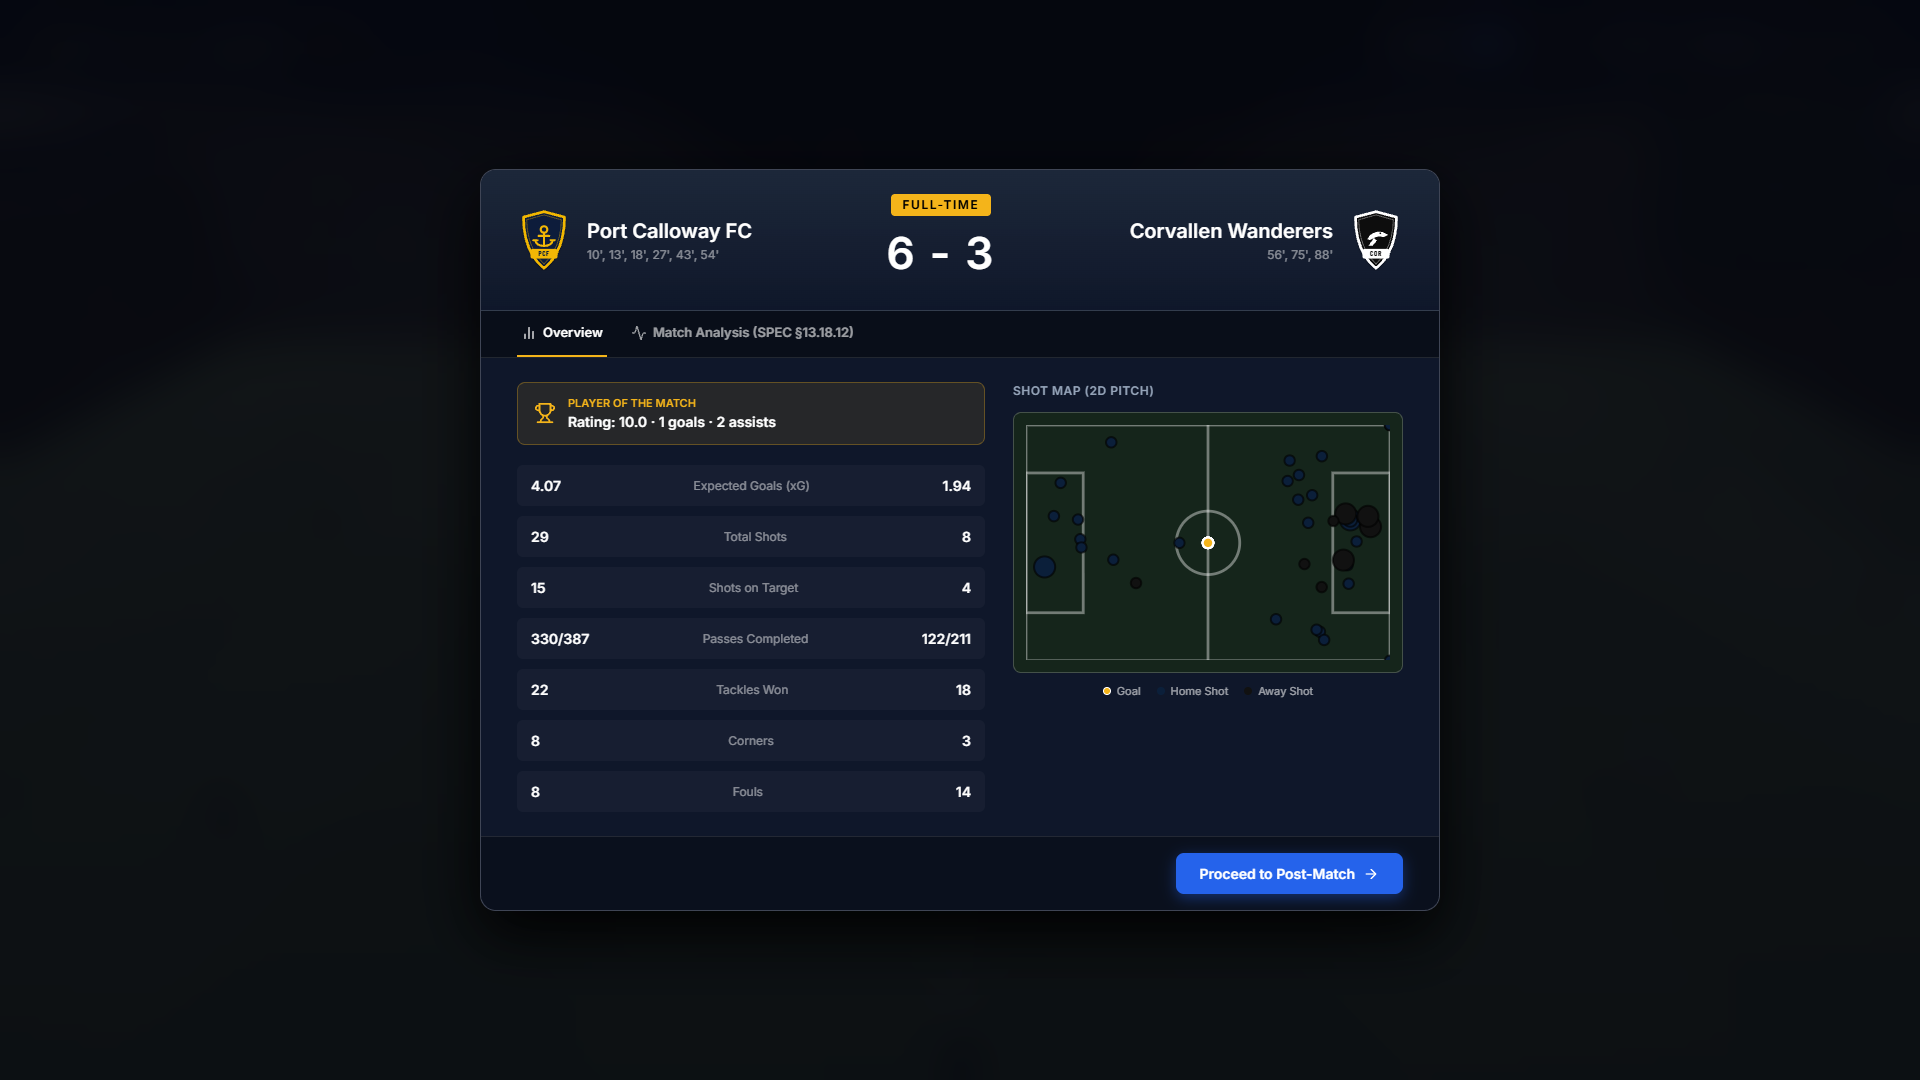 FULL-TIME
Port Calloway FC
10', 13', 18', 27', 43', 54'
PCF
6 - 3
Corvallen Wanderers
56', 75', 88'
COR
Overview
Match Analysis (SPEC §13.18.12)
PLAYER OF THE MATCH
Rating: 10.0 · 1 goals · 2 assists
4.07 Expected Goals (xG) 1.94
29 Total Shots 8
15 Shots on Target 4
330/387 Passes Completed 122/211
22 Tackles Won 18
8 Corners 3
8 Fouls 14
SHOT MAP (2D PITCH)
Goal Home Shot Away Shot
Proceed to Post-Match →